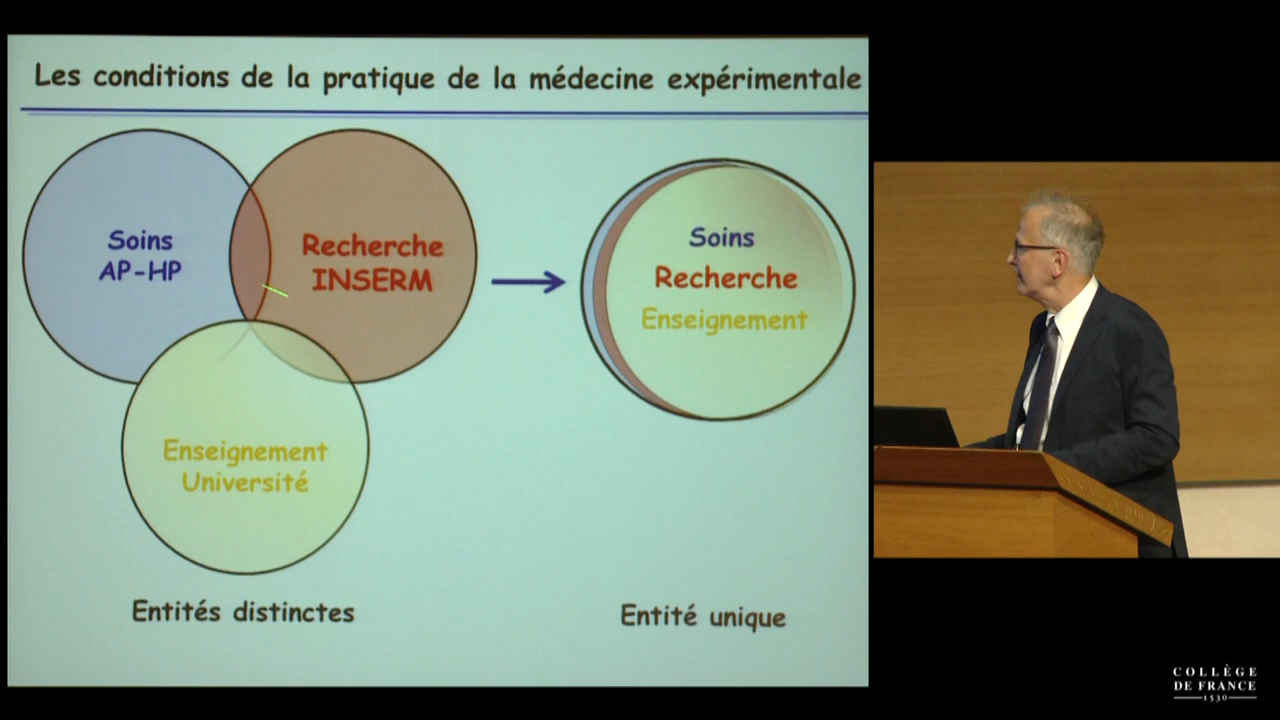 Les conditions de la pratique de la médecine expérimentale
Soins
AP-HP
Recherche
INSERM
Enseignement
Université
Entités distinctes
Soins
Recherche
Enseignement
Entité unique
COLLÈGE
DE FRANCE
1530